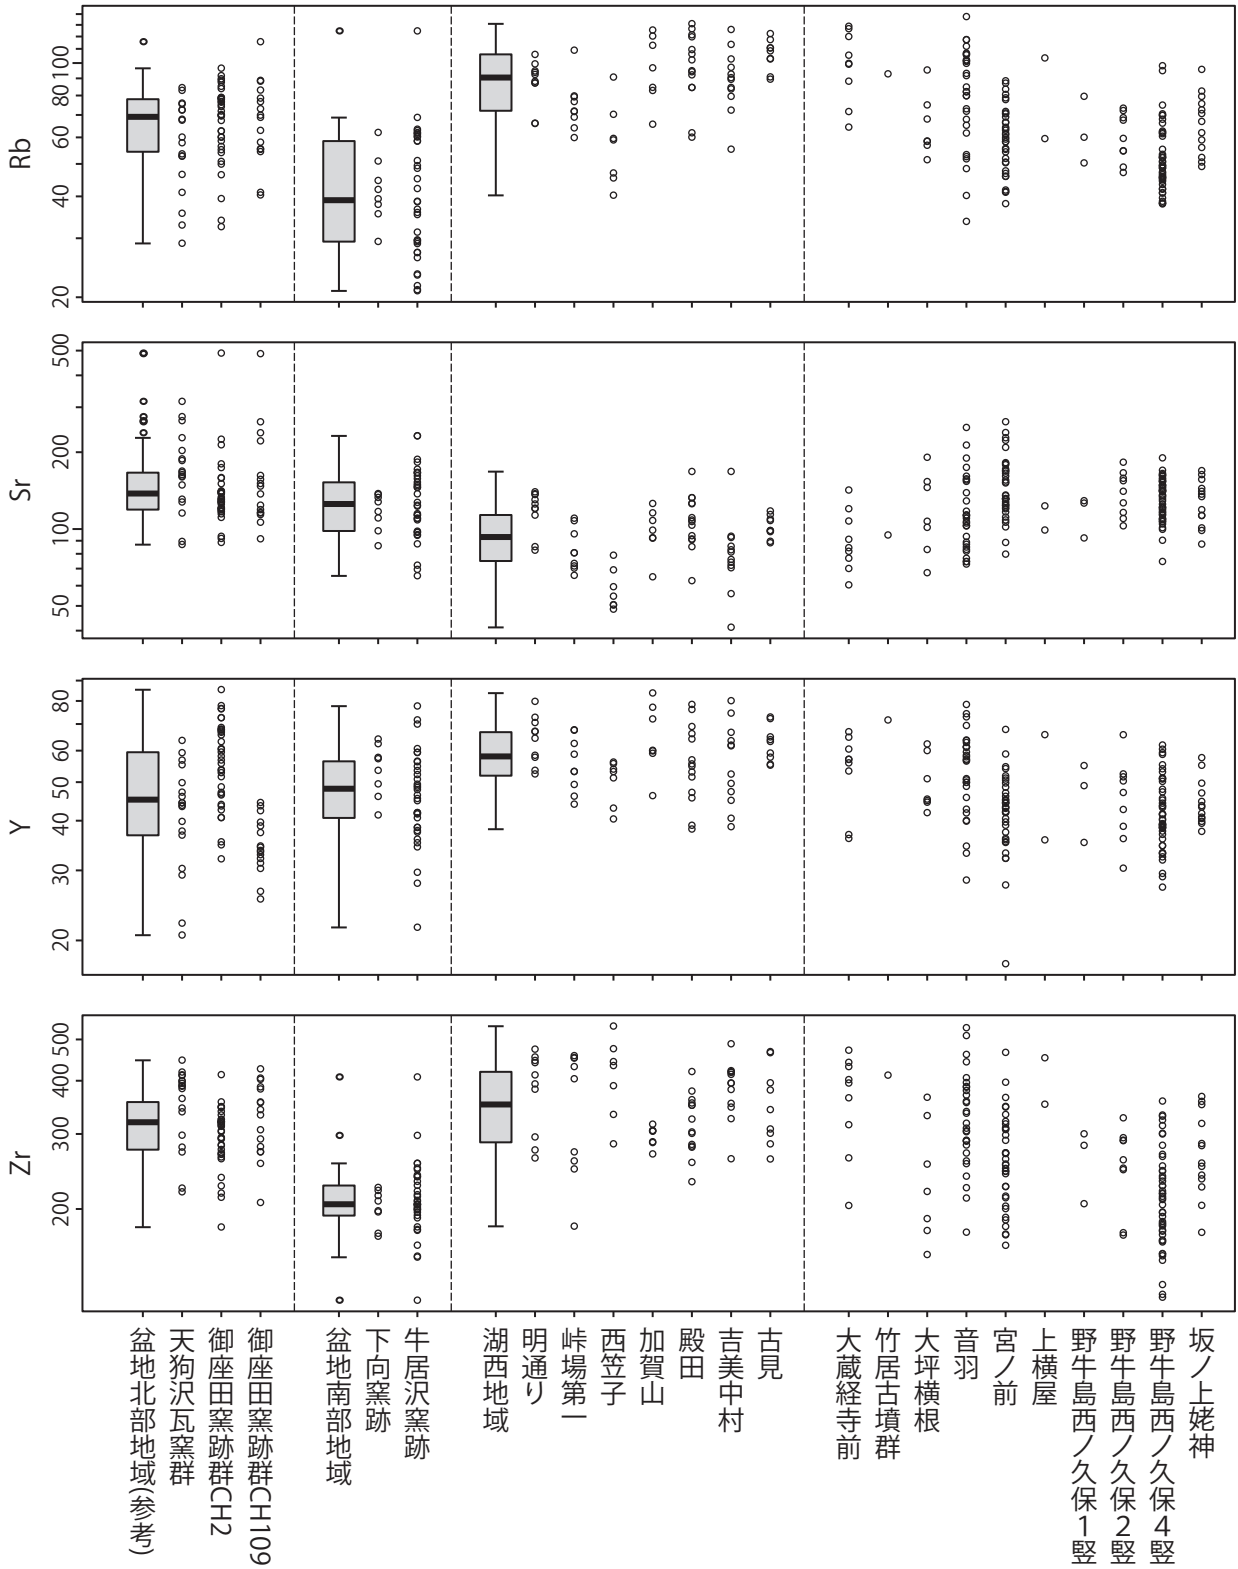 Rb
100
80
60
40
20
Sr
500
200
100
50
Y
80
60
50
40
30
20
Zr
500
400
300
200
盆地北部地域(参考)
天狗沢瓦窯群
御座田窯跡群CH2
御座田窯跡群CH109
盆地南部地域
下向窯跡
牛居沢窯跡
湖西地域
明通り
峠場第一
西笠子
加賀山
殿田
吉美中村
古見
大蔵経寺前
竹居古墳群
大坪横根
音羽
宮ノ前
上横屋
野牛島西ノ久保1竪
野牛島西ノ久保2竪
野牛島西ノ久保4竪
坂ノ上姥神